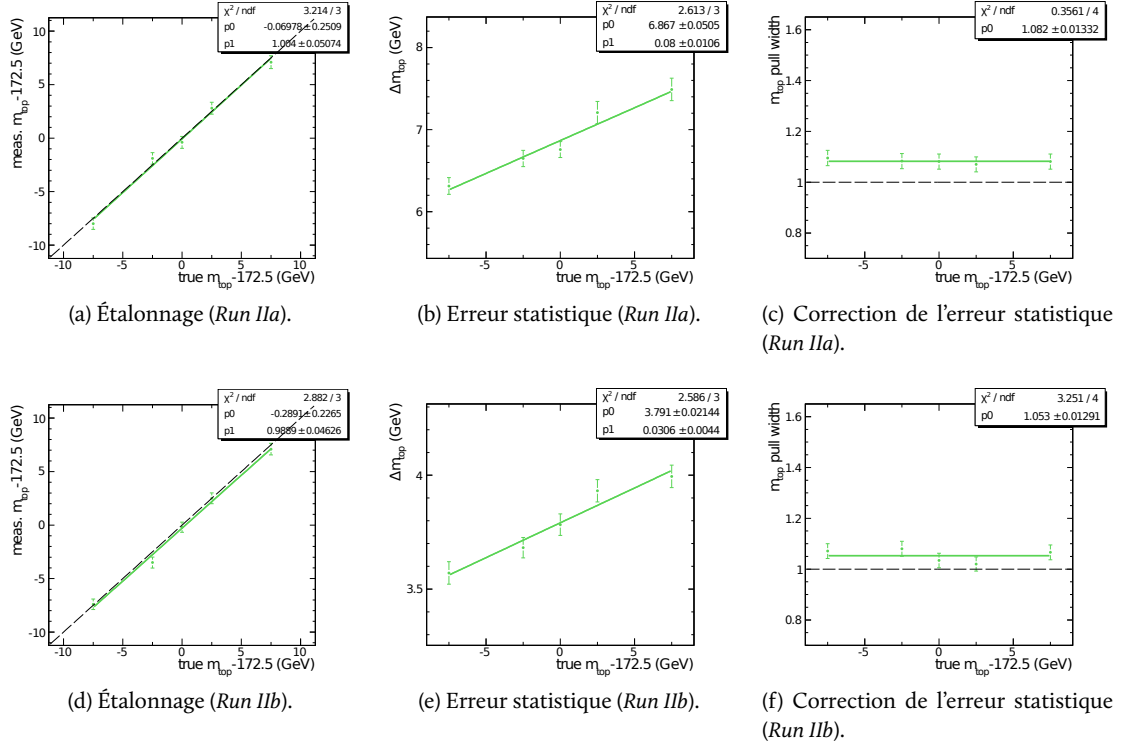 χ² / ndf 3.214 / 3
p0 -0.06978 ± 0.2509
p1 1.004 ± 0.05074
meas. m_top-172.5 (GeV)
10
5
0
-5
-10
-10 -5 0 5 10
true m_top-172.5 (GeV)
(a) Étalonnage (Run IIa).
χ² / ndf 2.613 / 3
p0 6.867 ± 0.0505
p1 0.08 ± 0.0106
Δm_top (GeV)
8
7
6
-5 0 5
true m_top-172.5 (GeV)
(b) Erreur statistique (Run IIa).
χ² / ndf 0.3561 / 4
p0 1.082 ± 0.01332
m_top pull width
1.6
1.4
1.2
1
0.8
-5 0 5
true m_top-172.5 (GeV)
(c) Correction de l'erreur statistique
(Run IIa).
χ² / ndf 2.882 / 3
p0 -0.2891 ± 0.2265
p1 0.9889 ± 0.04626
meas. m_top-172.5 (GeV)
10
5
0
-5
-10
-10 -5 0 5 10
true m_top-172.5 (GeV)
(d) Étalonnage (Run IIb).
χ² / ndf 2.586 / 3
p0 3.791 ± 0.02144
p1 0.0306 ± 0.0044
Δm_top (GeV)
4
3.5
-5 0 5
true m_top-172.5 (GeV)
(e) Erreur statistique (Run IIb).
χ² / ndf 3.251 / 4
p0 1.053 ± 0.01291
m_top pull width
1.6
1.4
1.2
1
0.8
-5 0 5
true m_top-172.5 (GeV)
(f) Correction de l'erreur statistique
(Run IIb).